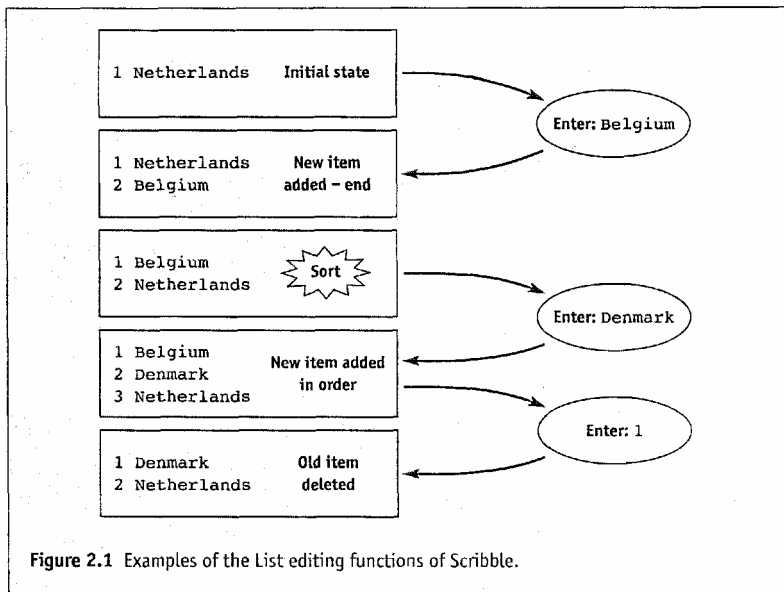 1 Netherlands Initial state
Enter: Belgium
1 Netherlands New item
2 Belgium added – end
1 Belgium
2 Netherlands
Sort
Enter: Denmark
1 Belgium
2 Denmark
3 Netherlands
New item added
in order
Enter: 1
1 Denmark Old item
2 Netherlands deleted
Figure 2.1 Examples of the List editing functions of Scribble.